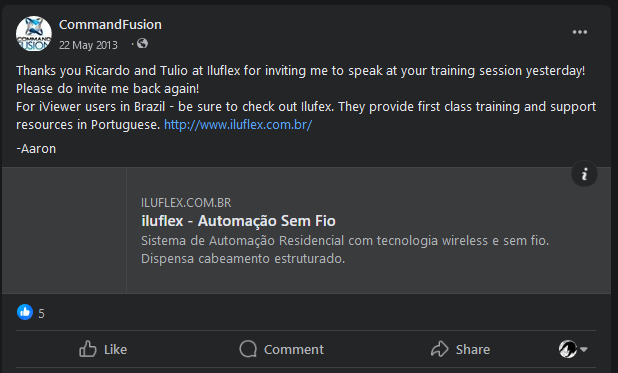 CommandFusion
22 May 2013 ·
COMMAND
FUSION
Thanks you Ricardo and Tulio at Iluflex for inviting me to speak at your training session yesterday!
Please do invite me back again!
For iViewer users in Brazil - be sure to check out Ilufex. They provide first class training and support
resources in Portuguese. http://www.iluflex.com.br/
-Aaron
i
ILUFLEX.COM.BR
iluflex - Automação Sem Fio
Sistema de Automação Residencial com tecnologia wireless e sem fio.
Dispensa cabeamento estruturado.
5
Like Comment Share